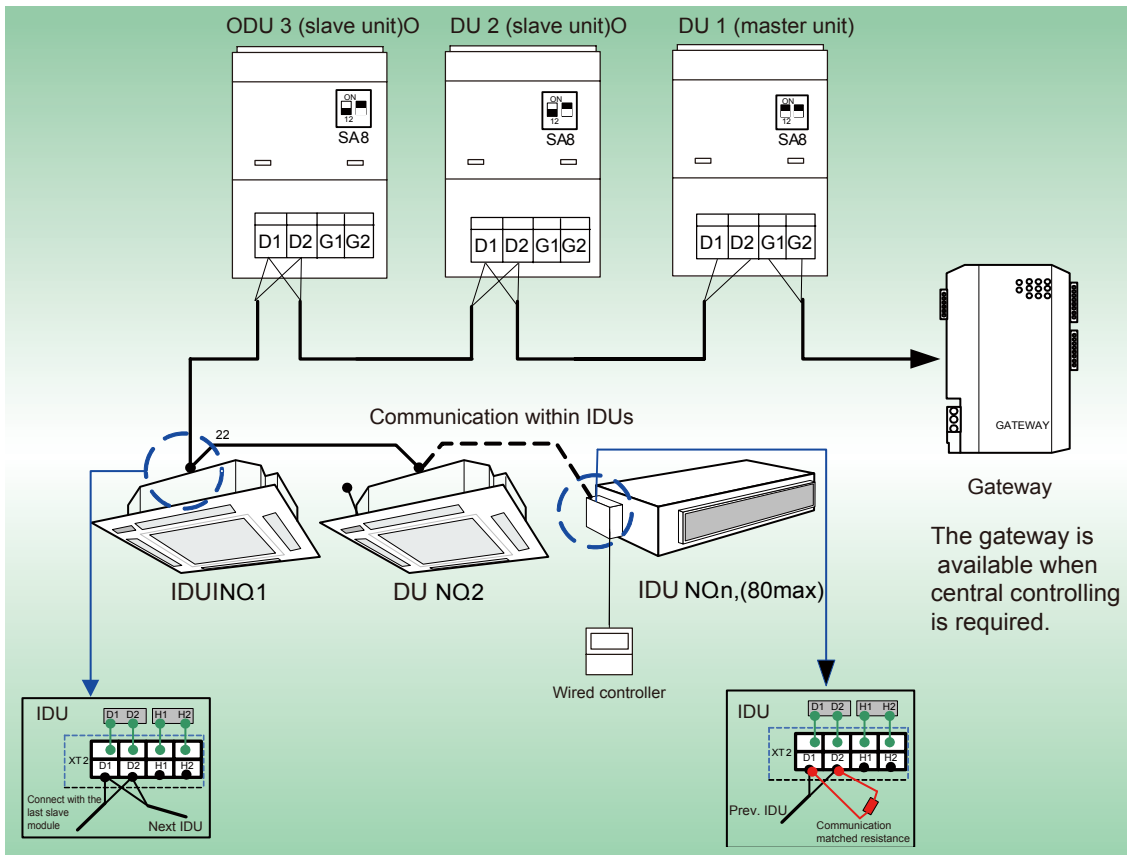 ODU 3 (slave unit)O
DU 2 (slave unit)O
DU 1 (master unit)
ON
12
SA8
ON
12
SA8
ON
12
SA8
D1 D2 G1 G2
D1 D2 G1 G2
D1 D2 G1 G2
GATEWAY
Gateway
The gateway is
available when
central controlling
is required.
Communication within IDUs
22
IDUINQ1
DU NQ2
IDU NQn,(80max)
Wired controller
IDU
D1 D2 H1 H2
XT2
D1 D2 H1 H2
Connect with the
last slave
module
Next IDU
IDU
D1 D2 H1 H2
XT2
D1 D2 H1 H2
Prev. IDU
Communication
matched resistance